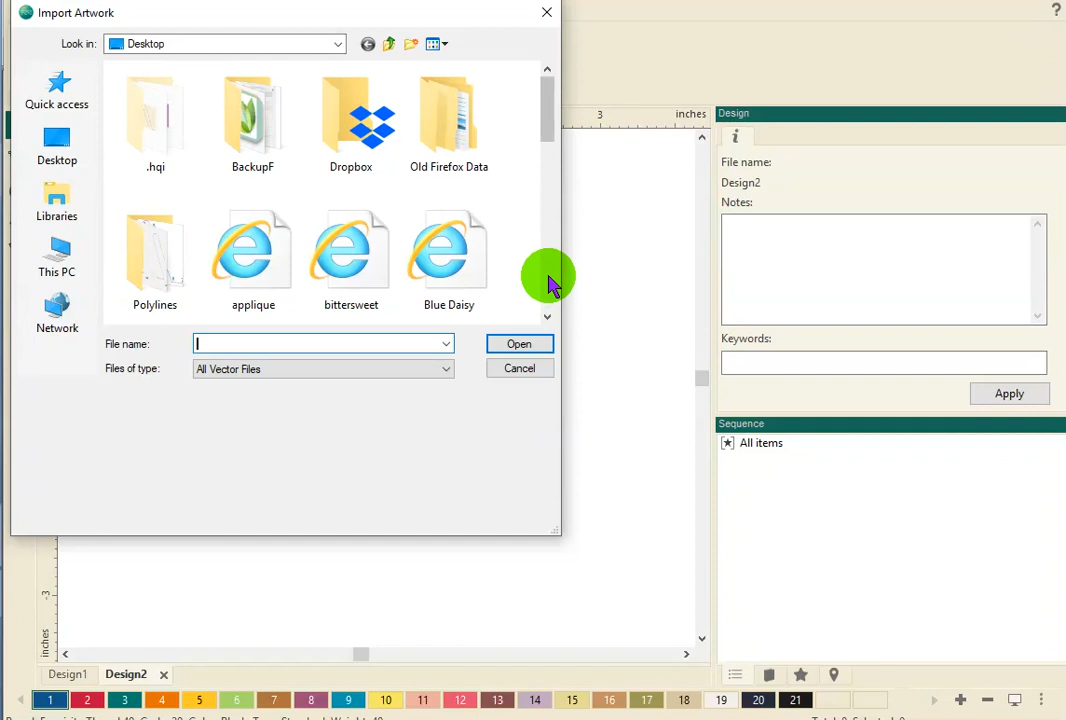 Import Artwork
Look in: Desktop
Quick access
Desktop
Libraries
This PC
Network
.hqi BackupF Dropbox Old Firefox Data
Polylines applique bittersweet Blue Daisy
File name: Open
Files of type: All Vector Files Cancel
3 inches
-3
inches
Design
File name:
Design2
Notes:
Keywords:
Apply
Sequence
All items
Design1 Design2
1 2 3 4 5 6 7 8 9 10 11 12 13 14 15 16 17 18 19 20 21